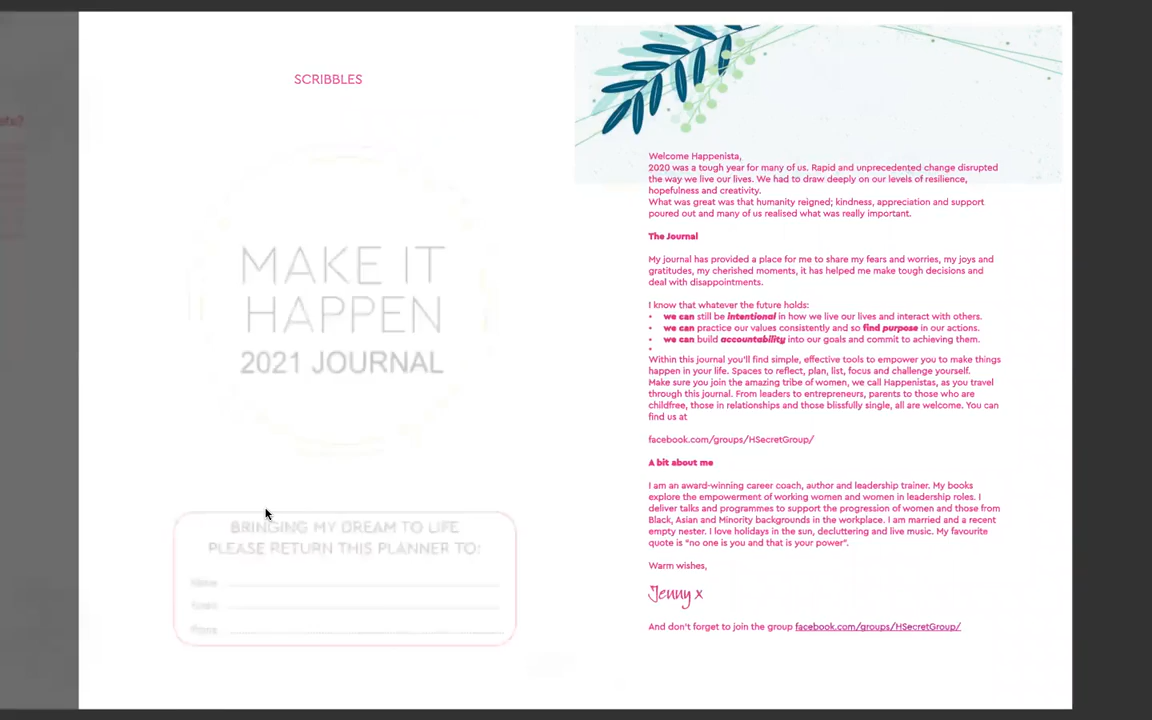 SCRIBBLES
MAKE IT
HAPPEN
2021 JOURNAL
BRINGING MY DREAM TO LIFE
PLEASE RETURN THIS PLANNER TO:
Name
Email
Phone
Welcome Happenista,
2020 was a tough year for many of us. Rapid and unprecedented change disrupted
the way we live our lives. We had to draw deeply on our levels of resilience,
hopefulness and creativity.
What was great was that humanity reigned; kindness, appreciation and support
poured out and many of us realised what was really important.
The Journal
My journal has provided a place for me to share my fears and worries, my joys and
gratitudes, my cherished moments, it has helped me make tough decisions and
deal with disappointments.
I know that whatever the future holds:
• we can still be intentional in how we live our lives and interact with others.
• we can practice our values consistently and so find purpose in our actions.
• we can build accountability into our goals and commit to achieving them.
•
Within this journal you'll find simple, effective tools to empower you to make things
happen in your life. Spaces to reflect, plan, list, focus and challenge yourself.
Make sure you join the amazing tribe of women, we call Happenistas, as you travel
through this journal. From leaders to entrepreneurs, parents to those who are
childfree, those in relationships and those blissfully single, all are welcome. You can
find us at
facebook.com/groups/HSecretGroup/
A bit about me
I am an award-winning career coach, author and leadership trainer. My books
explore the empowerment of working women and women in leadership roles. I
deliver talks and programmes to support the progression of women and those from
Black, Asian and Minority backgrounds in the workplace. I am married and a recent
empty nester. I love holidays in the sun, decluttering and live music. My favourite
quote is "no one is you and that is your power".
Warm wishes,
Jenny x
And don't forget to join the group facebook.com/groups/HSecretGroup/